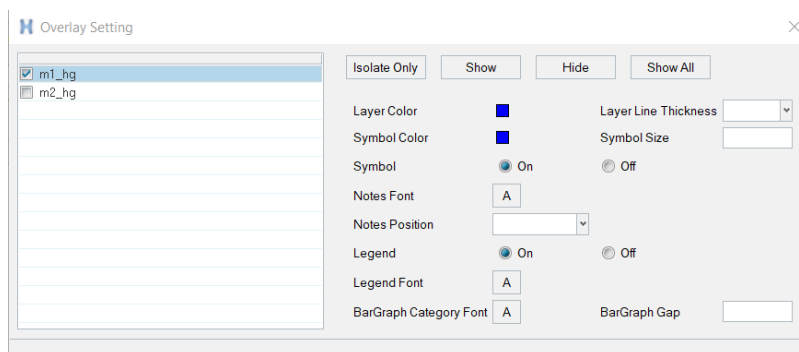 Overlay Setting
m1_hg
m2_hg
Isolate Only Show Hide Show All
Layer Color Layer Line Thickness
Symbol Color Symbol Size
Symbol On Off
Notes Font A
Notes Position
Legend On Off
Legend Font A
BarGraph Category Font A BarGraph Gap